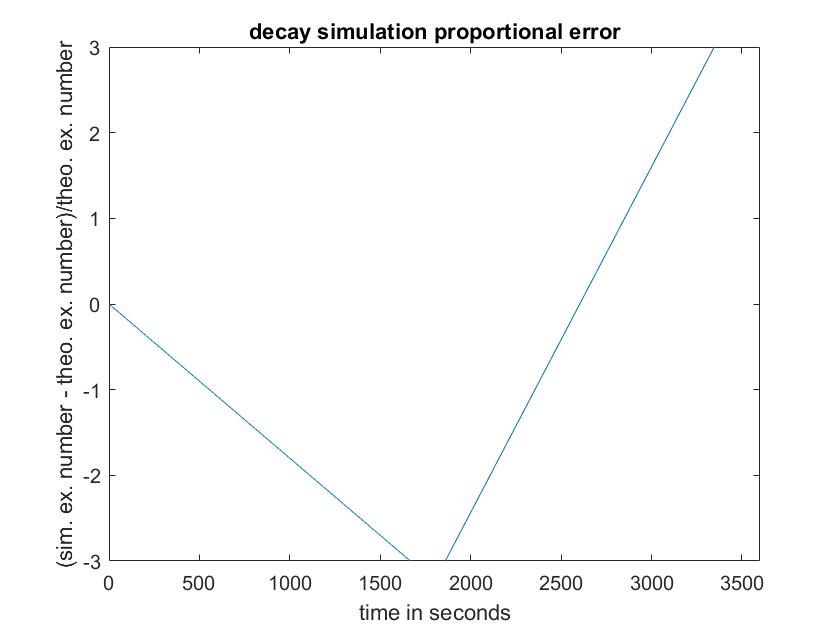 decay simulation proportional error
(sim. ex. number - theo. ex. number)/theo. ex. number
3
2
1
0
-1
-2
-3
0 500 1000 1500 2000 2500 3000 3500
time in seconds